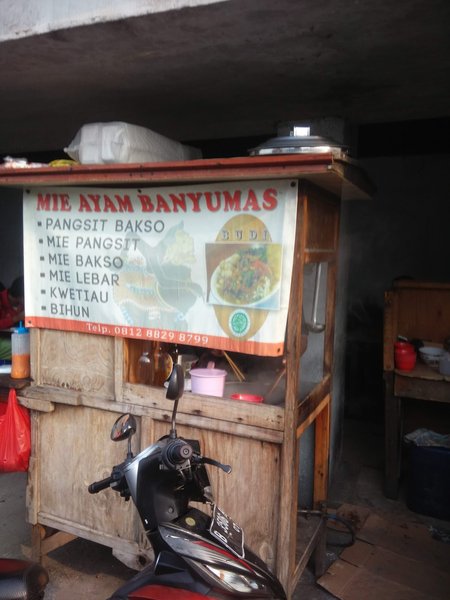 MIE AYAM BANYUMAS
▪ PANGSIT BAKSO
▪ MIE PANGSIT
▪ MIE BAKSO
▪ MIE LEBAR
▪ KWETIAU
▪ BIHUN
BUDI
Telp. 0812 8829 8799